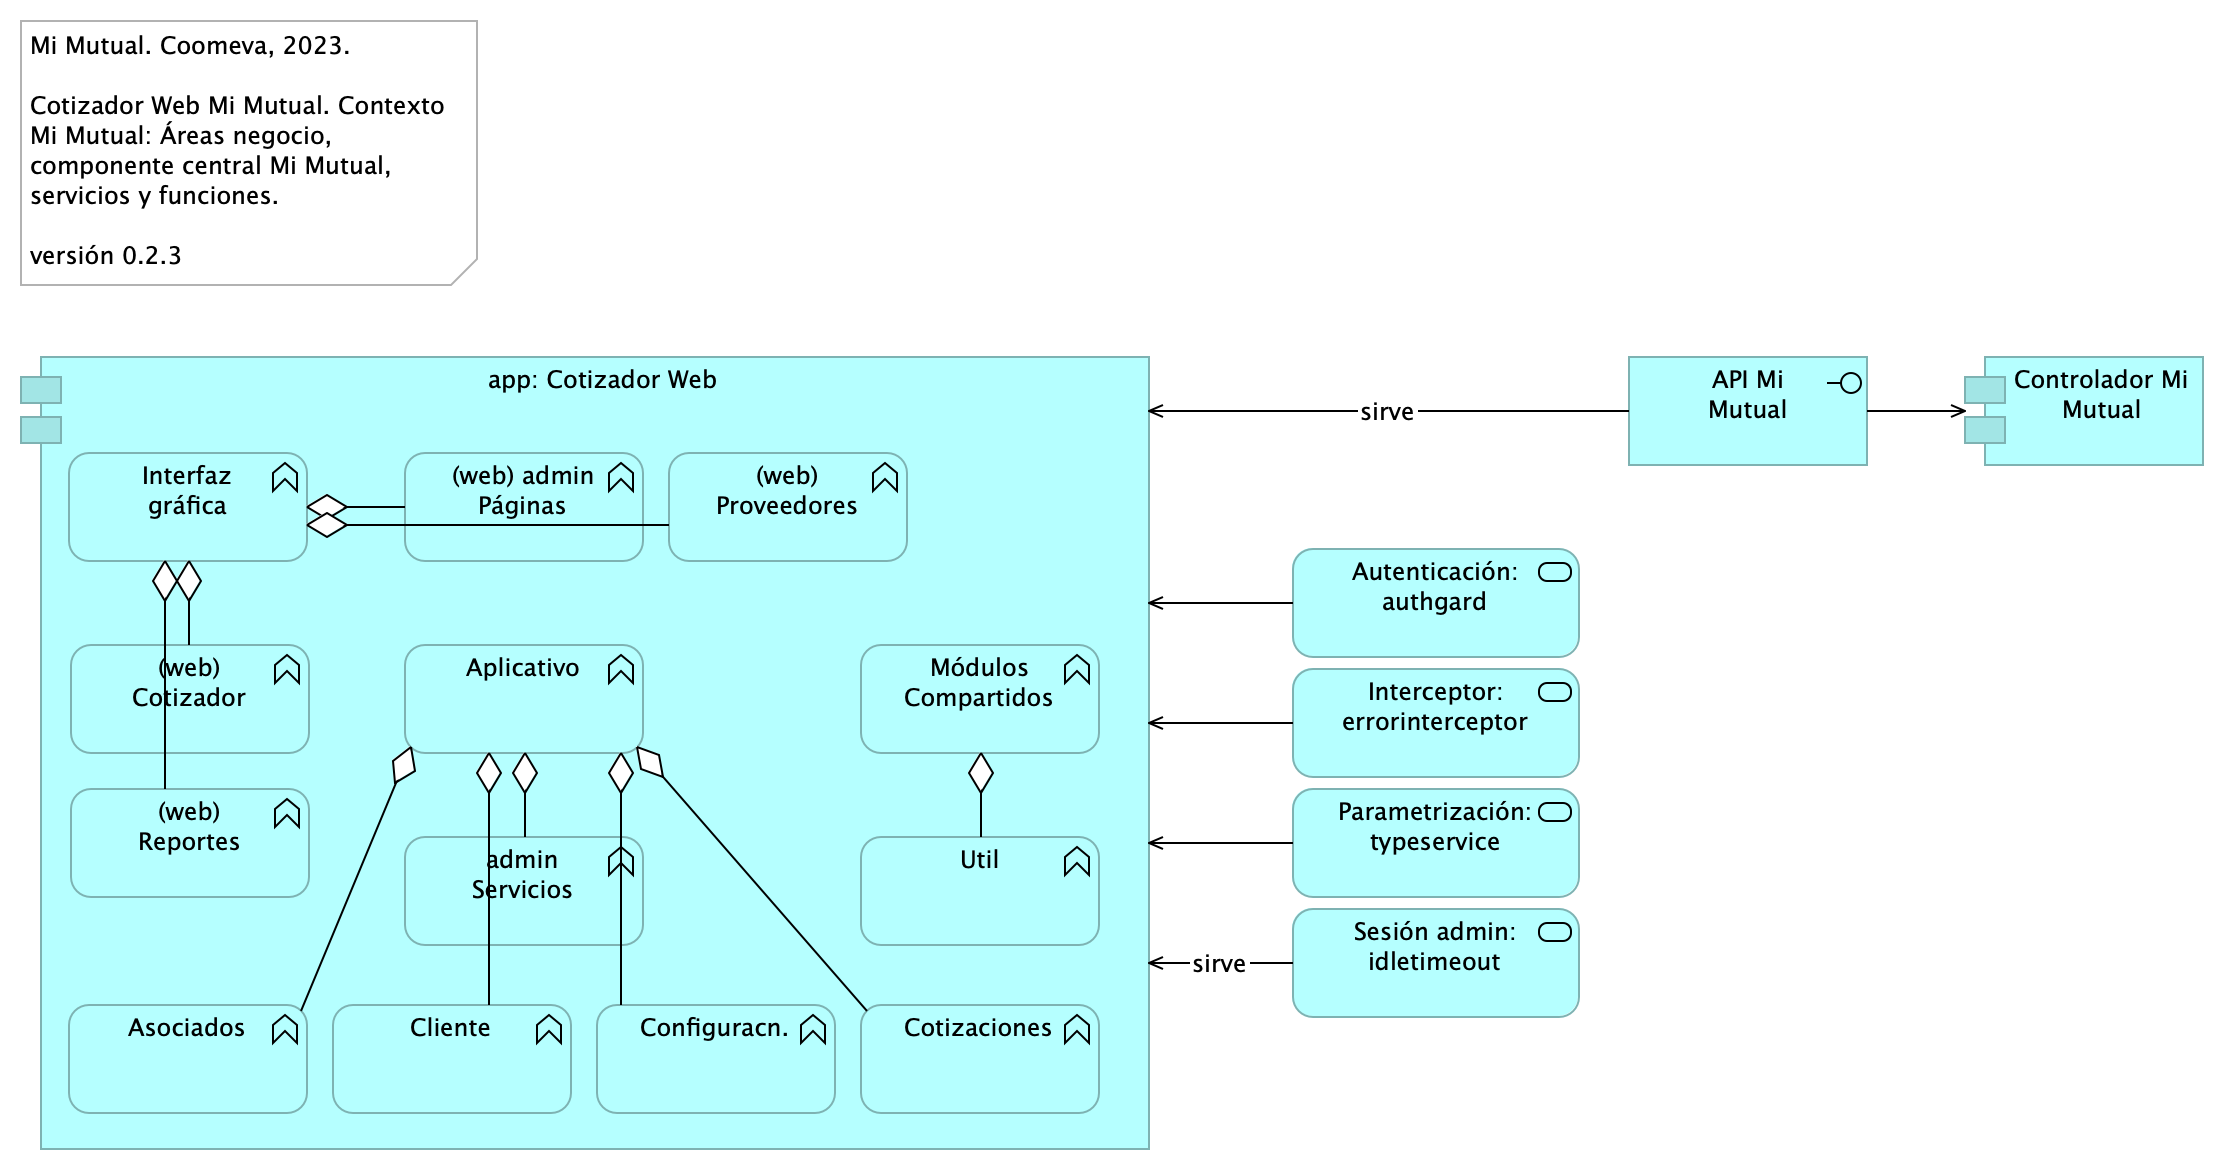 Mi Mutual. Coomeva, 2023.
Cotizador Web Mi Mutual. Contexto
Mi Mutual: Áreas negocio,
componente central Mi Mutual,
servicios y funciones.
versión 0.2.3
app: Cotizador Web
sirve
API Mi
Mutual
Controlador Mi
Mutual
Interfaz
gráfica
(web) admin
Páginas
(web)
Proveedores
Autenticación:
authgard
(web)
Cotizador
Aplicativo
Módulos
Compartidos
Interceptor:
errorinterceptor
(web)
Reportes
admin
Servicios
Util
Parametrización:
typeservice
Sesión admin:
idletimeout
sirve
Asociados
Cliente
Configuracn.
Cotizaciones